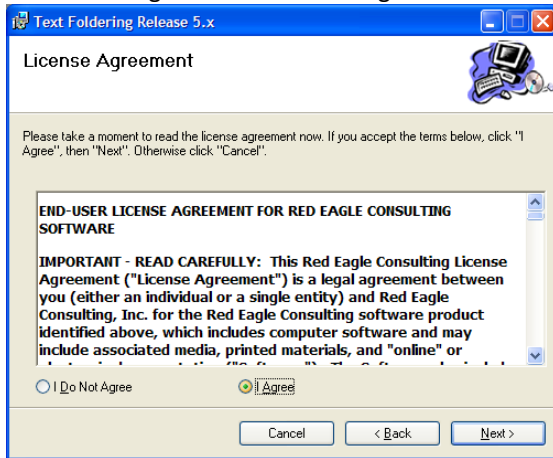 Text Foldering Release 5.x
License Agreement
Please take a moment to read the license agreement now. If you accept the terms below, click "I
Agree", then "Next". Otherwise click "Cancel".
END-USER LICENSE AGREEMENT FOR RED EAGLE CONSULTING
SOFTWARE
IMPORTANT - READ CAREFULLY: This Red Eagle Consulting License
Agreement ("License Agreement") is a legal agreement between
you (either an individual or a single entity) and Red Eagle
Consulting, Inc. for the Red Eagle Consulting software product
identified above, which includes computer software and may
include associated media, printed materials, and "online" or
I Do Not Agree
I Agree
Cancel
< Back
Next >